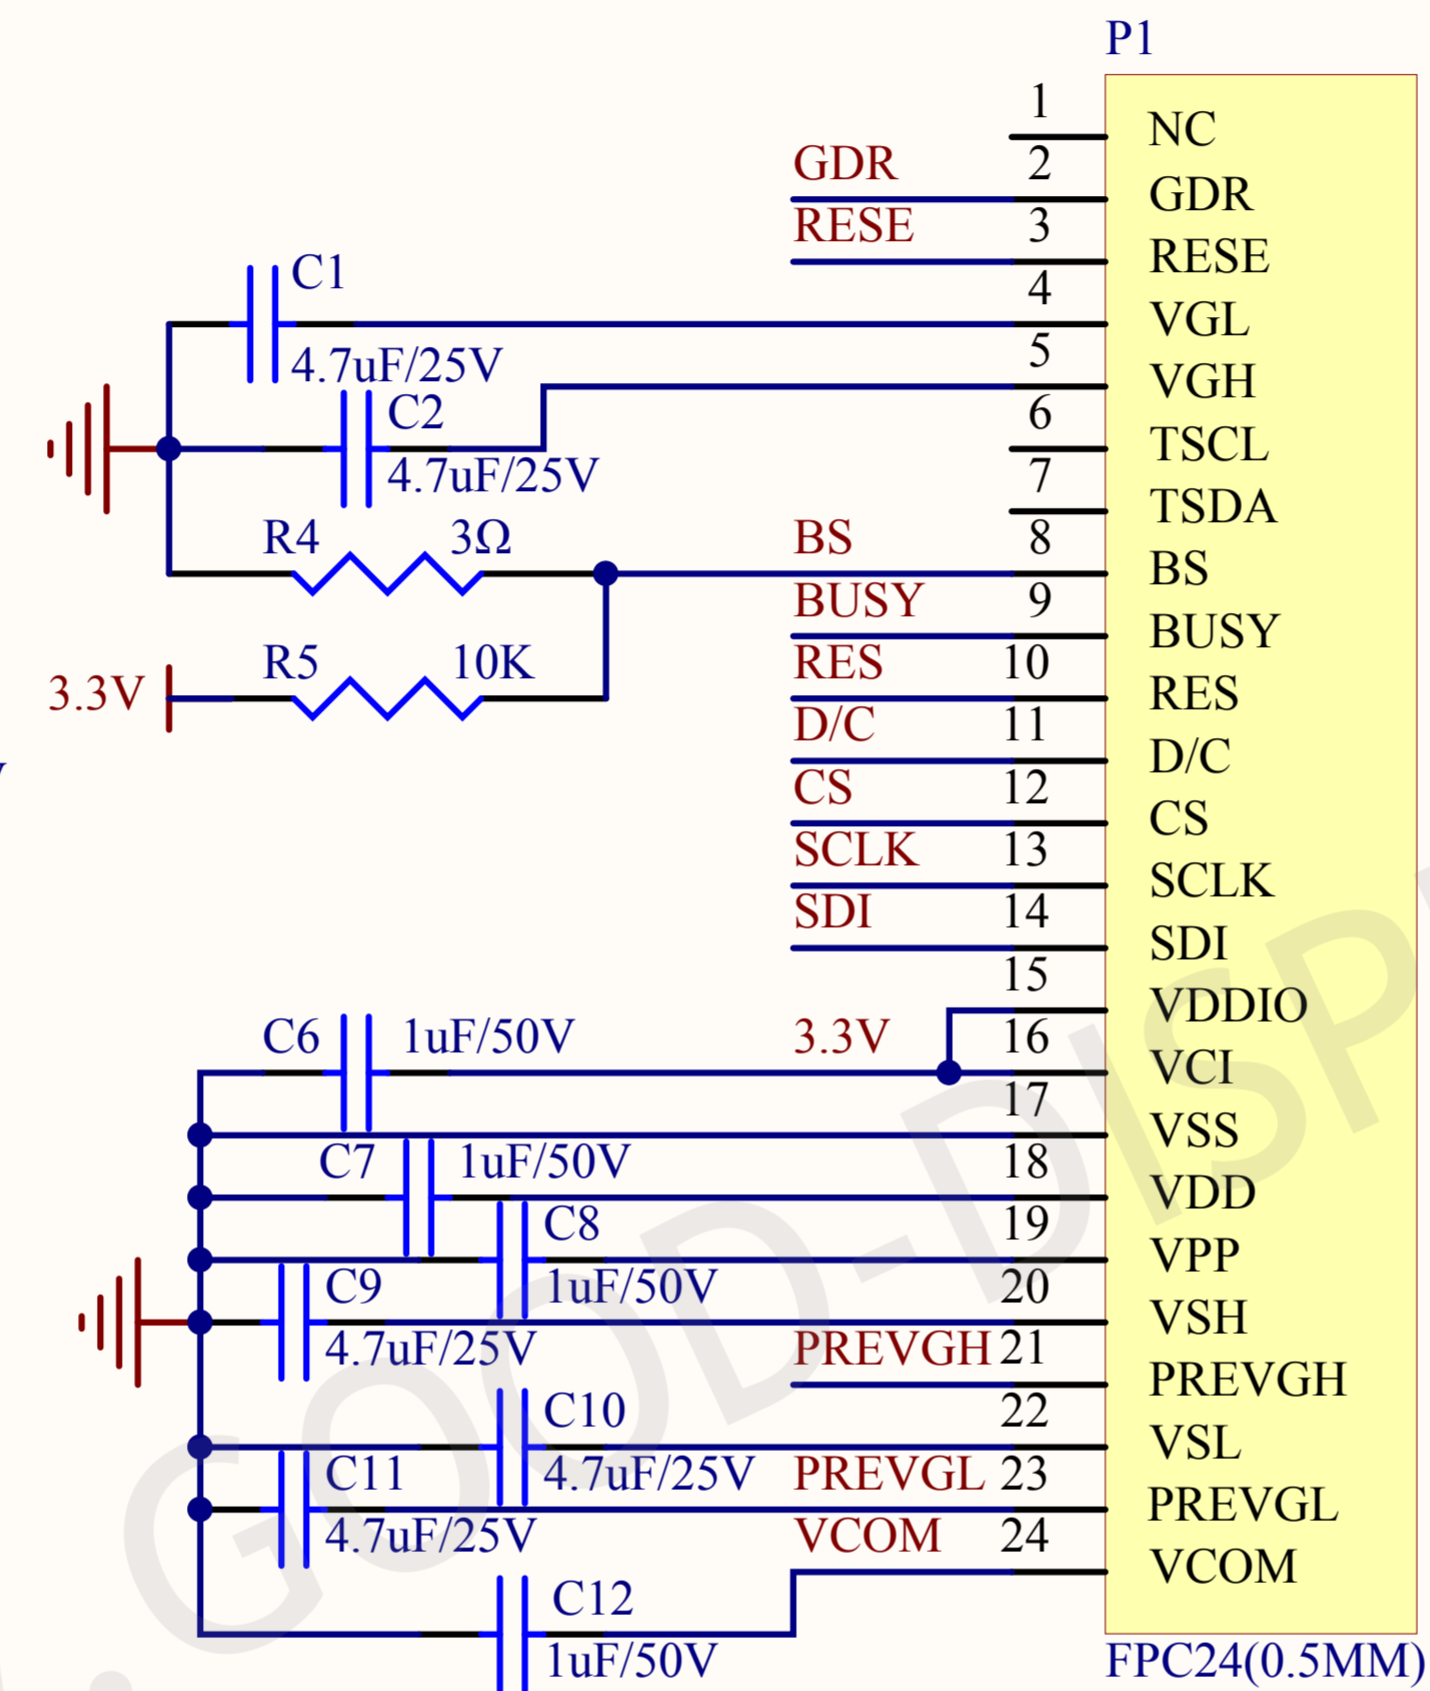 P1
1
NC
GDR
2
GDR
RESE
3
RESE
C1
4
VGL
4.7uF/25V
5
VGH
C2
6
TSCL
4.7uF/25V
7
TSDA
R4
3Ω
BS
8
BS
BUSY
9
BUSY
R5
10K
RES
10
RES
3.3V
D/C
11
D/C
CS
12
CS
SCLK
13
SCLK
SDI
14
SDI
15
VDDIO
C6
1uF/50V
3.3V
16
VCI
17
VSS
C7
1uF/50V
18
VDD
C8
19
VPP
C9
1uF/50V
20
VSH
4.7uF/25V
PREVGH
21
PREVGH
C10
22
VSL
C11
4.7uF/25V
PREVGL
23
PREVGL
4.7uF/25V
VCOM
24
VCOM
C12
1uF/50V
FPC24(0.5MM)
GOOD-DISP